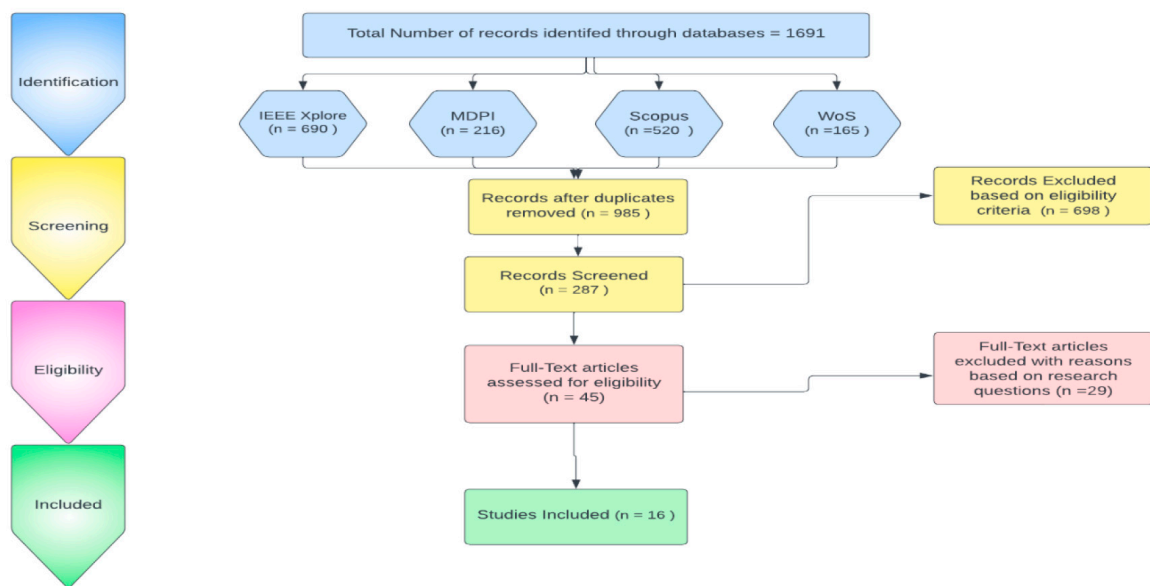 Identification
Total Number of records identifed through databases = 1691
IEEE Xplore
(n = 690 )
MDPI
(n = 216)
Scopus
(n =520 )
WoS
(n =165 )
Screening
Records after duplicates
removed (n = 985 )
Records Excluded
based on eligibility
criteria (n = 698 )
Records Screened
(n = 287 )
Eligibility
Full-Text articles
assessed for eligibility
(n = 45)
Full-Text articles
excluded with reasons
based on research
questions (n =29)
Included
Studies Included (n = 16 )